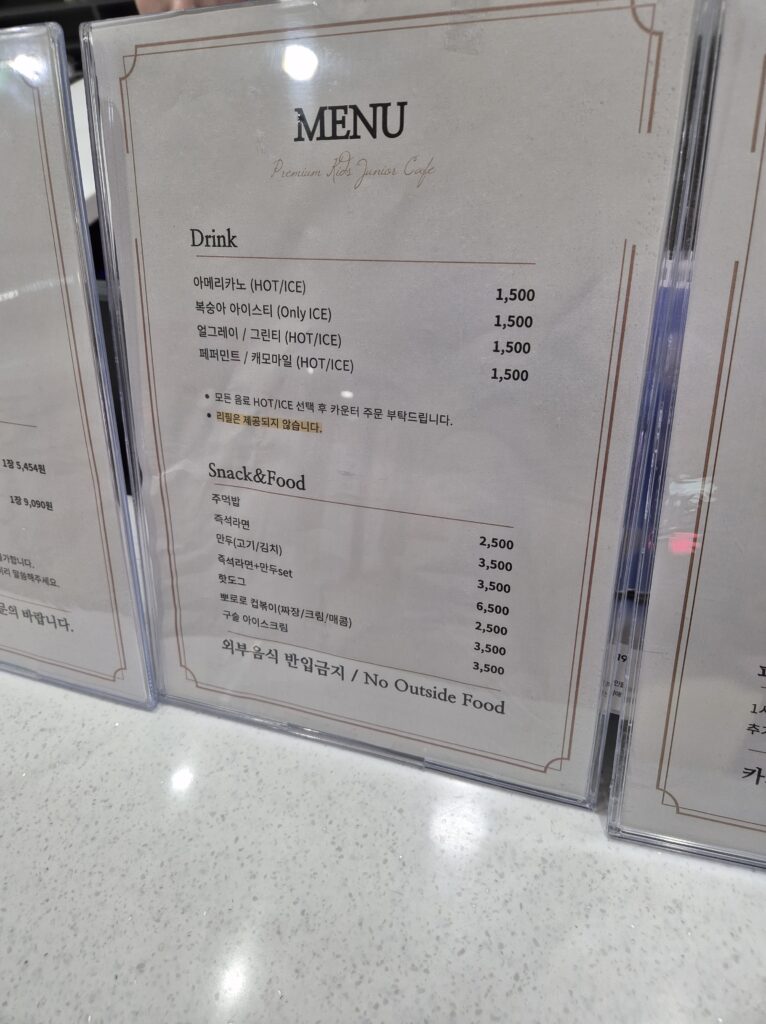 MENU
Premium Kids Junior Cafe
Drink
아메리카노 (HOT/ICE) 1,500
복숭아 아이스티 (Only ICE) 1,500
얼그레이 / 그린티 (HOT/ICE) 1,500
페퍼민트 / 캐모마일 (HOT/ICE) 1,500
• 모든 음료 HOT/ICE 선택 후 카운터 주문 부탁드립니다.
• 리필은 제공되지 않습니다.
Snack&Food
주먹밥 2,500
즉석라면 3,500
만두(고기/김치) 3,500
즉석라면+만두set 6,500
핫도그 2,500
뽀로로 컵볶이(짜장/크림/매콤) 3,500
구슬 아이스크림 3,500
외부 음식 반입금지 / No Outside Food
1장 5,454원
1장 9,090원
문의 바랍니다.
19